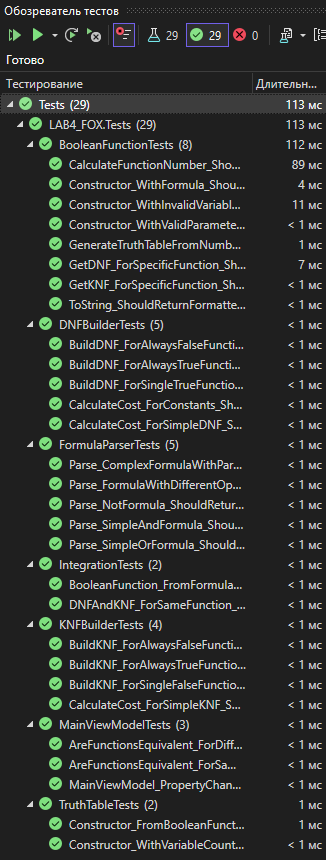 Обозреватель тестов
29 29 0
Готово
Тестирование Длительн...
Tests (29) 113 мс
LAB4_FOX.Tests (29) 113 мс
BooleanFunctionTests (8) 112 мс
CalculateFunctionNumber_Sho... 89 мс
Constructor_WithFormula_Shou... 4 мс
Constructor_WithInvalidVariabl... 11 мс
Constructor_WithValidParamete... < 1 мс
GenerateTruthTableFromNumb... 1 мс
GetDNF_ForSpecificFunction_Sh... 7 мс
GetKNF_ForSpecificFunction_Sh... < 1 мс
ToString_ShouldReturnFormatte... < 1 мс
DNFBuilderTests (5) < 1 мс
BuildDNF_ForAlwaysFalseFuncti... < 1 мс
BuildDNF_ForAlwaysTrueFuncti... < 1 мс
BuildDNF_ForSingleTrueFunctio... < 1 мс
CalculateCost_ForConstants_Sh... < 1 мс
CalculateCost_ForSimpleDNF_S... < 1 мс
FormulaParserTests (5) < 1 мс
Parse_ComplexFormulaWithPar... < 1 мс
Parse_FormulaWithDifferentOp... < 1 мс
Parse_NotFormula_ShouldRetur... < 1 мс
Parse_SimpleAndFormula_Shou... < 1 мс
Parse_SimpleOrFormula_Should... < 1 мс
IntegrationTests (2) < 1 мс
BooleanFunction_FromFormula... < 1 мс
DNFAndKNF_ForSameFunction_... < 1 мс
KNFBuilderTests (4) < 1 мс
BuildKNF_ForAlwaysFalseFuncti... < 1 мс
BuildKNF_ForAlwaysTrueFuncti... < 1 мс
BuildKNF_ForSingleFalseFuncti... < 1 мс
CalculateCost_ForSimpleKNF_S... < 1 мс
MainViewModelTests (3) < 1 мс
AreFunctionsEquivalent_ForDiff... < 1 мс
AreFunctionsEquivalent_ForSa... < 1 мс
MainViewModel_PropertyChan... < 1 мс
TruthTableTests (2) 1 мс
Constructor_FromBooleanFunct... 1 мс
Constructor_WithVariableCount... < 1 мс